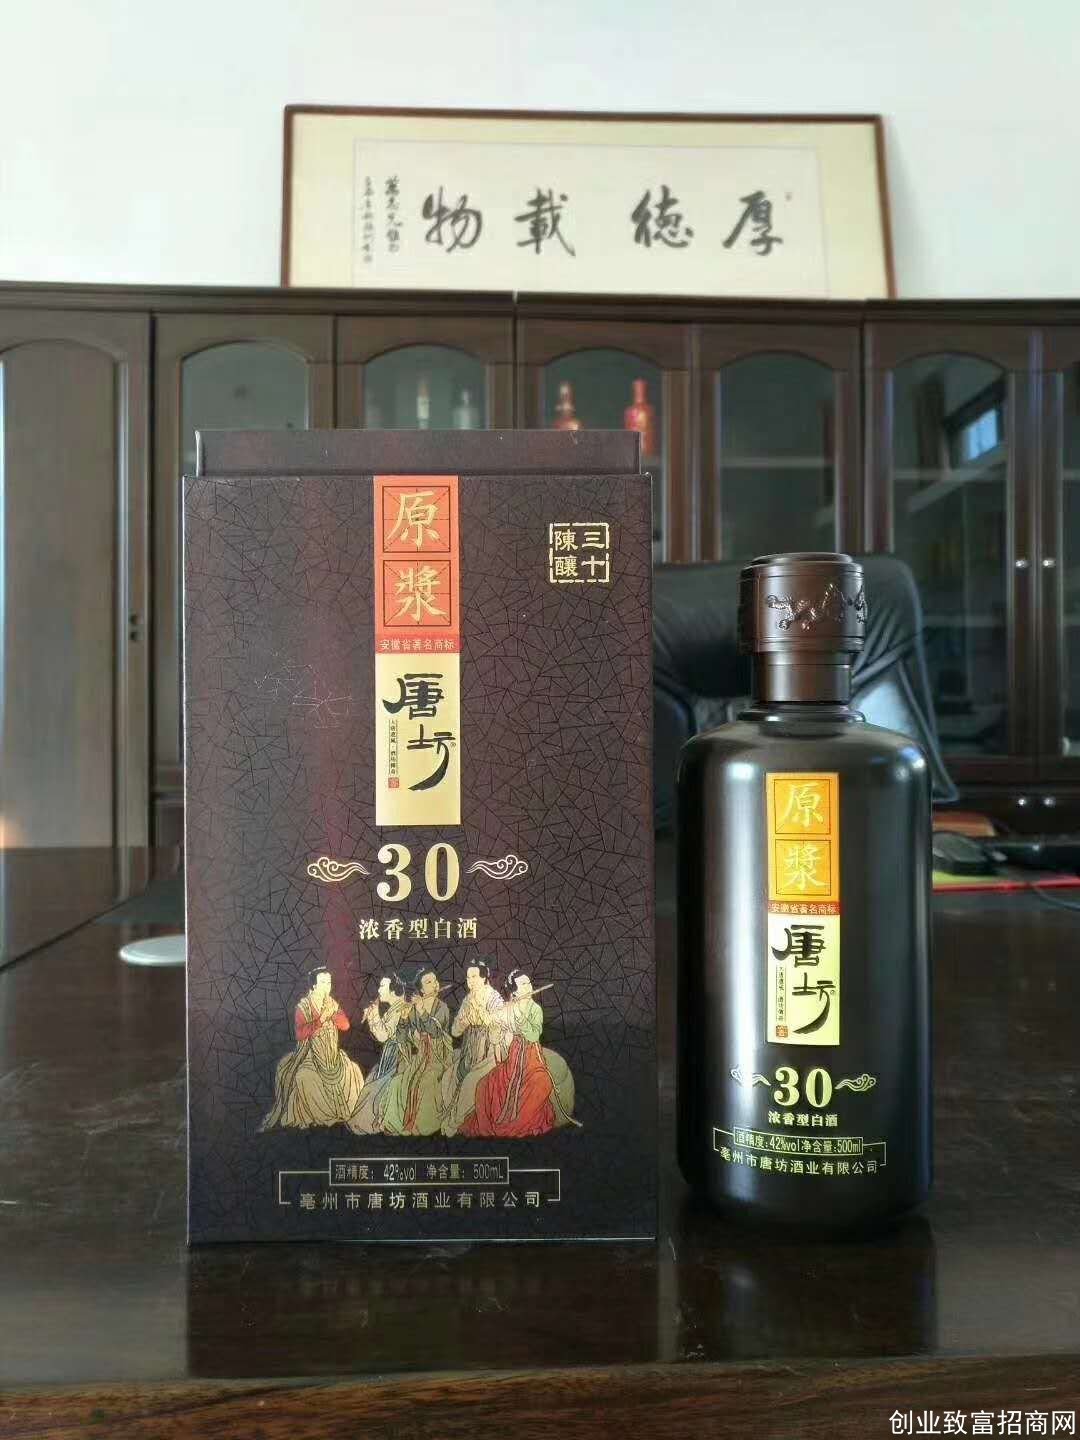 厚德載物
原
漿
安徽省著名商标
唐坊
三十
陳釀
30
浓香型白酒
酒精度：42%vol 净含量：500mL
亳州市唐坊酒业有限公司
原
漿
安徽省著名商标
唐坊
30
浓香型白酒
酒精度:42%vol 净含量:500ml
亳州市唐坊酒业有限公司
创业致富招商网